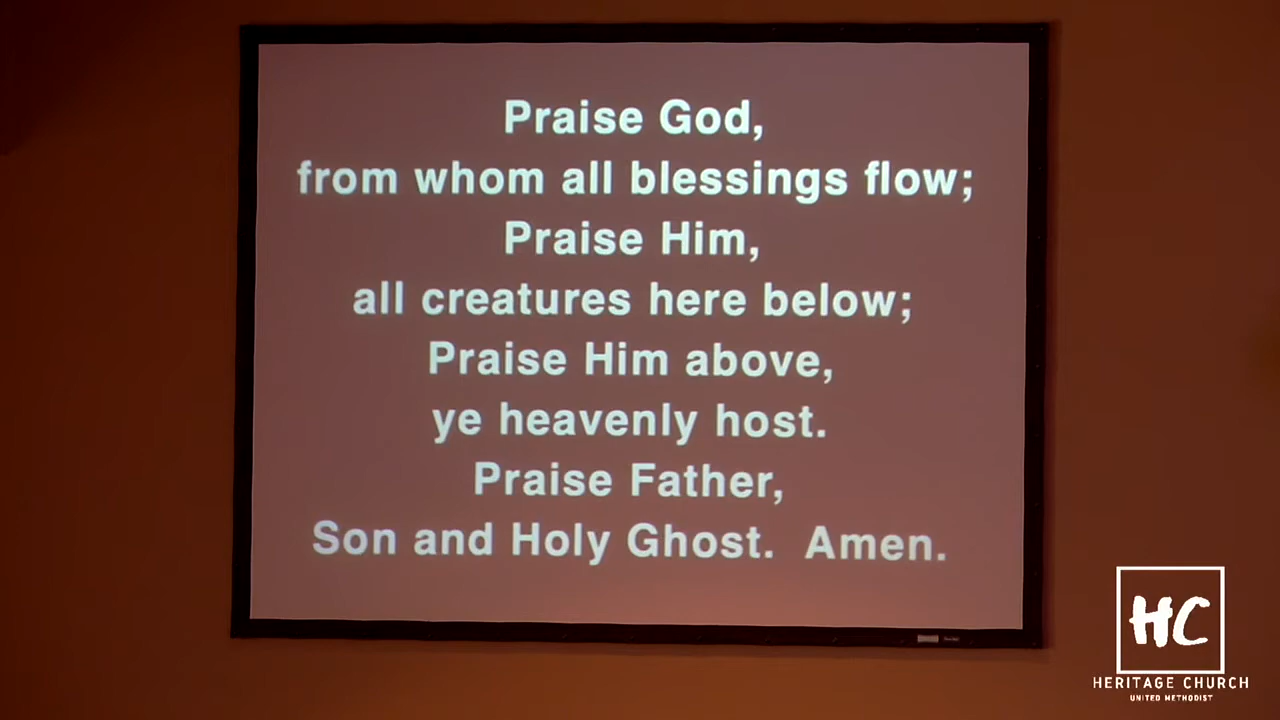 Praise God,
from whom all blessings flow;
Praise Him,
all creatures here below;
Praise Him above,
ye heavenly host.
Praise Father,
Son and Holy Ghost. Amen.
HC
HERITAGE CHURCH
UNITED METHODIST